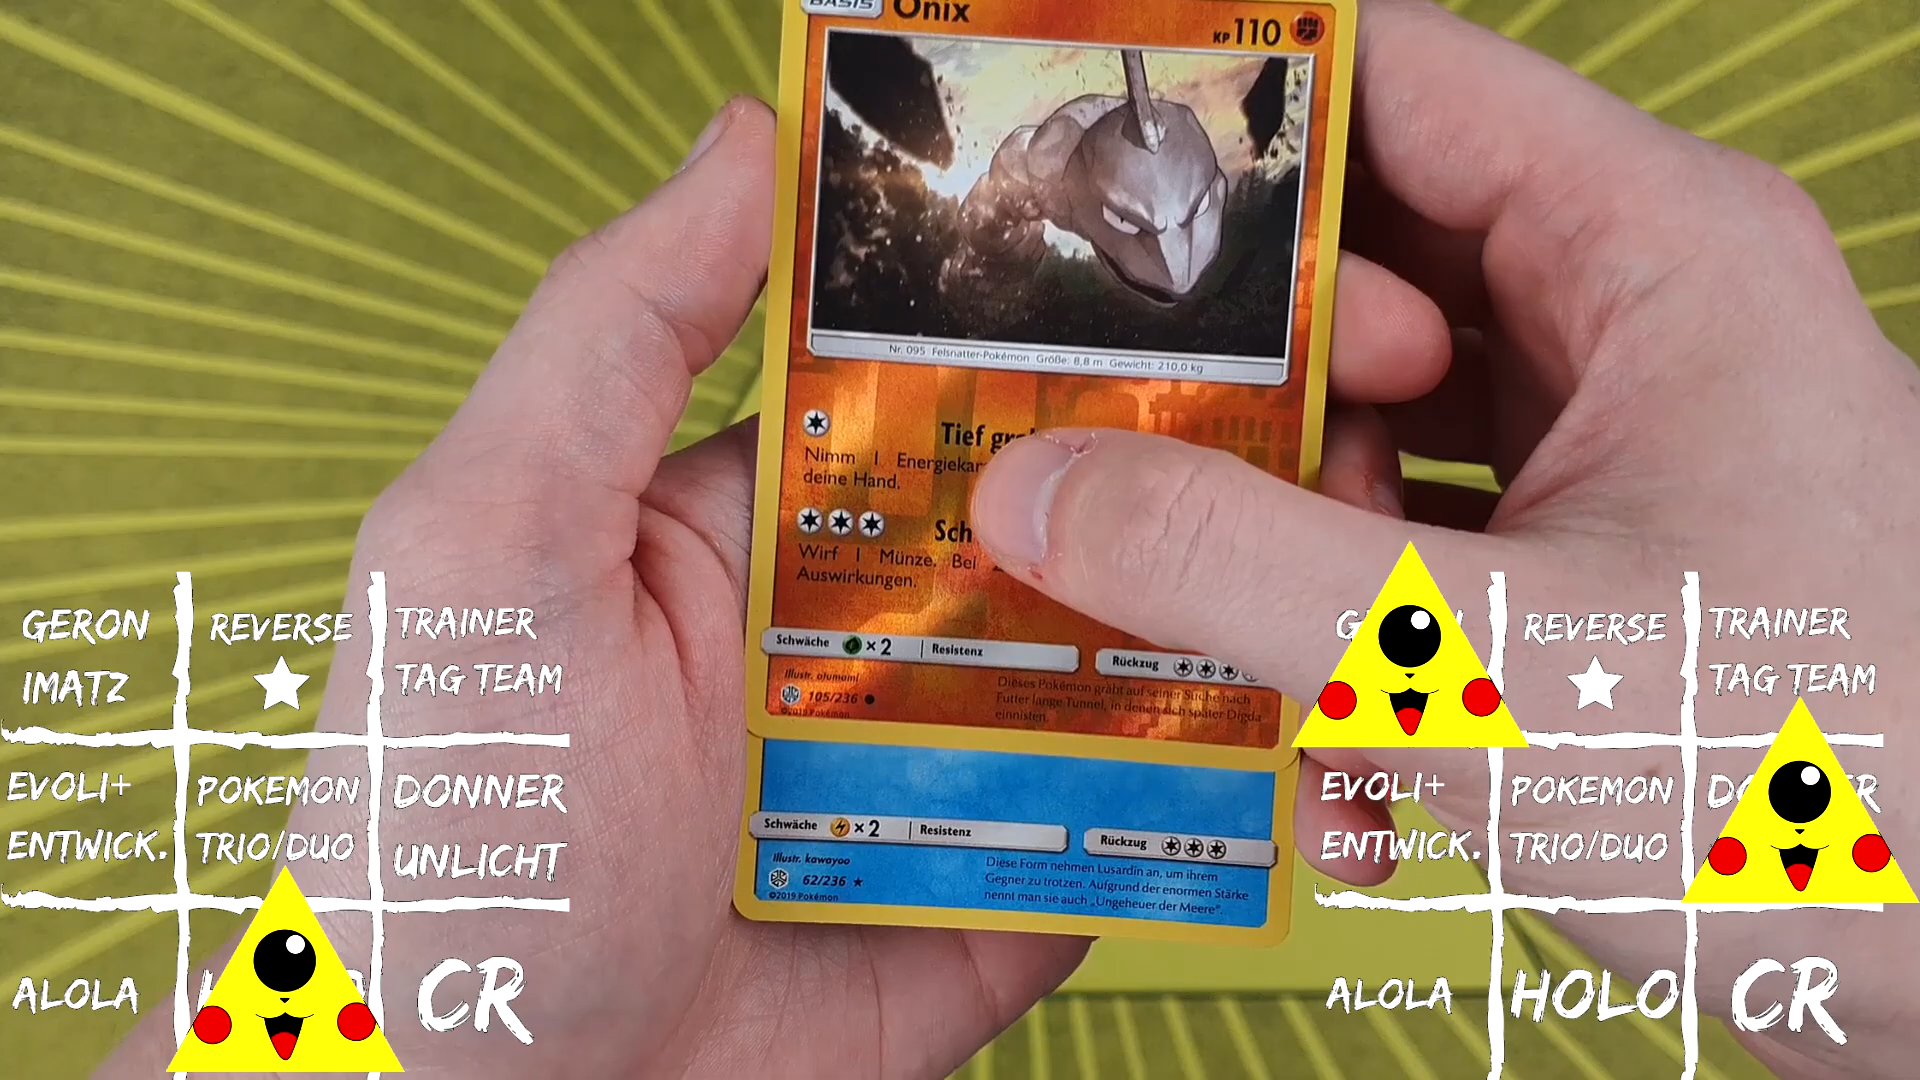 BASIS Onix KP 110
Nr. 095 Felsnatter-Pokémon Größe: 8,8 m Gewicht: 210,0 kg
Tief
Nimm 1
deine Hand.
Wirf 1 Münze. Bei
Auswirkungen.
Schwäche ×2 Resistenz Rückzug
Illustr. otumami
105/236
©2019 Pokémon
Dieses Pokémon gräbt auf seiner Suche nach
Futter lange Tunnel, in denen sich später Digda
einnisten.
Schwäche ×2 Resistenz Rückzug
Illustr. kawayoo
62/236
©2019 Pokémon
Diese Form nehmen Lusardin an, um ihrem
Gegner zu trotzen. Aufgrund der enormen Stärke
nennt man sie auch „Ungeheuer der Meere".
GERON
IMATZ
REVERSE
TRAINER
TAG TEAM
EVOLI+
ENTWICK.
POKEMON
TRIO/DUO
DONNER
UNLICHT
ALOLA
CR
REVERSE
TRAINER
TAG TEAM
EVOLI+
ENTWICK.
POKEMON
TRIO/DUO
ALOLA
HOLO
CR